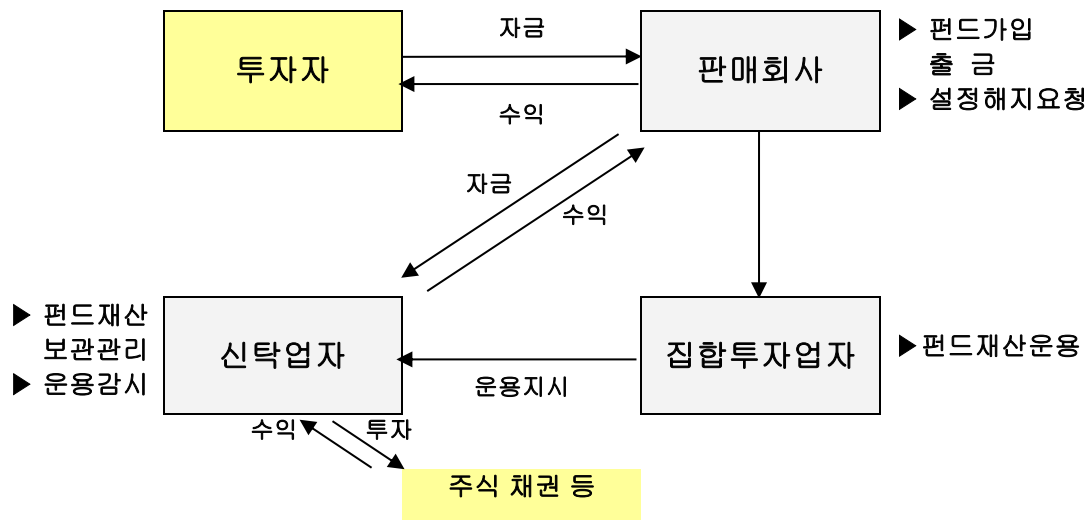 투자자
자금
수익
판매회사
▶ 펀드가입
출 금
▶ 설정해지요청
자금
수익
▶ 펀드재산
보관관리
▶ 운용감시
신탁업자
운용지시
집합투자업자
▶ 펀드재산운용
수익
투자
주식 채권 등